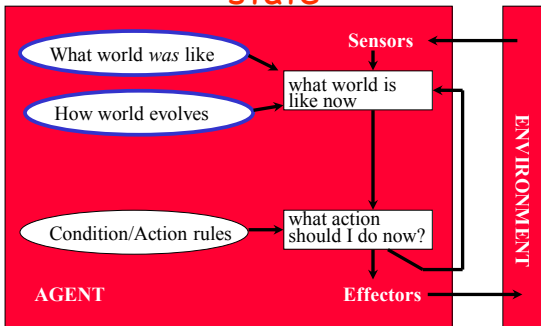 Sensors
What world was like
what world is
like now
How world evolves
ENVIRONMENT
what action
should I do now?
Condition/Action rules
AGENT
Effectors